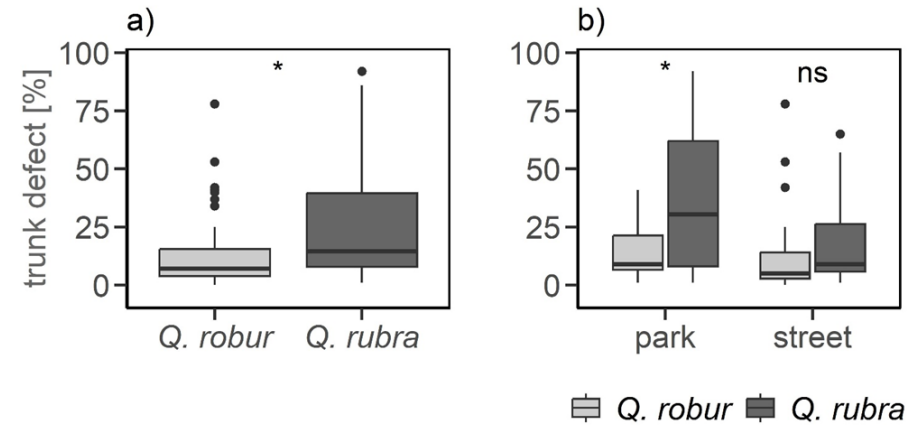 a)
b)
trunk defect [%]
100
75
50
25
0
*
Q. robur
Q. rubra
100
75
50
25
0
*
ns
park
street
Q. robur
Q. rubra